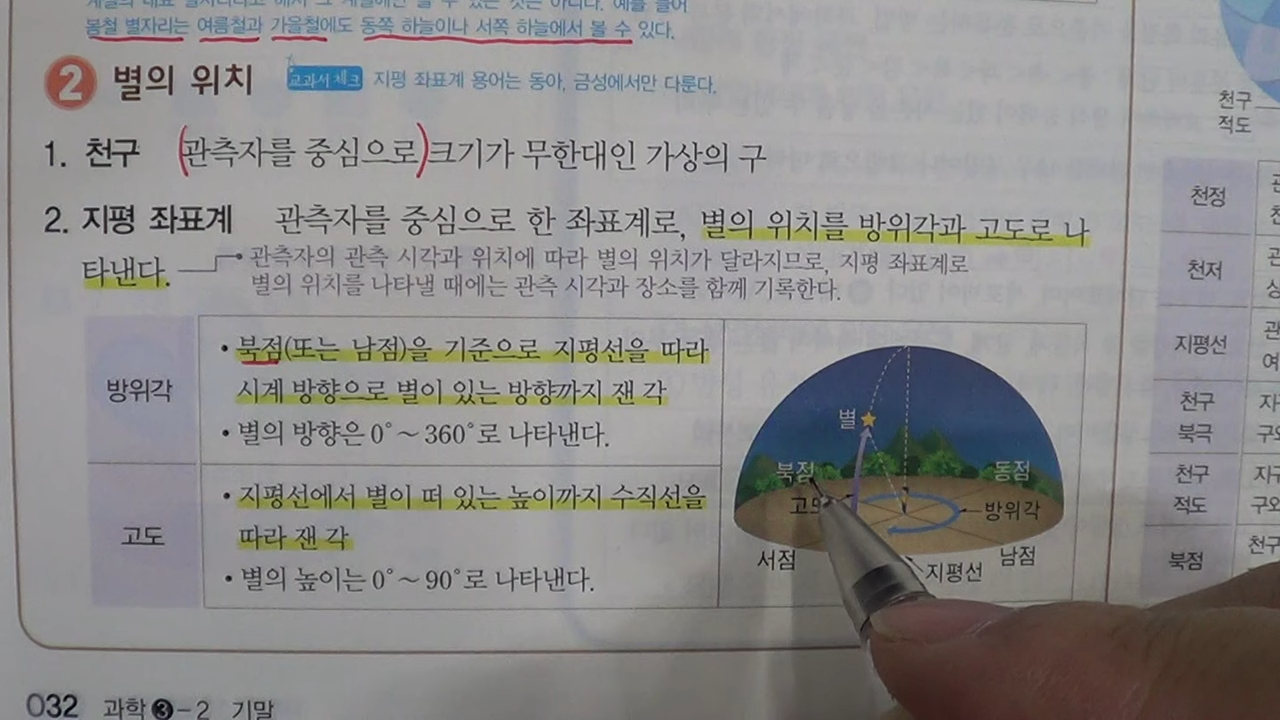 봄철 별자리는 여름철과 가을철에도 동쪽 하늘이나 서쪽 하늘에서 볼 수 있다.
2 별의 위치 교과서 체크 지평 좌표계 용어는 동아, 금성에서만 다룬다.
1. 천구 관측자를 중심으로 크기가 무한대인 가상의 구
2. 지평 좌표계 관측자를 중심으로 한 좌표계로, 별의 위치를 방위각과 고도로 나
타낸다.
관측자의 관측 시각과 위치에 따라 별의 위치가 달라지므로, 지평 좌표계로
별의 위치를 나타낼 때에는 관측 시각과 장소를 함께 기록한다.
방위각
• 북점(또는 남점)을 기준으로 지평선을 따라
시계 방향으로 별이 있는 방향까지 잰 각
• 별의 방향은 0°~360°로 나타낸다.
고도
• 지평선에서 별이 떠 있는 높이까지 수직선을
따라 잰 각
• 별의 높이는 0°~90°로 나타낸다.
별
북점
동점
방위각
서점
남점
지평선
천구
적도
천정
천저
지평선
천구
북극
천구
적도
북점
032 과학 3-2 기말